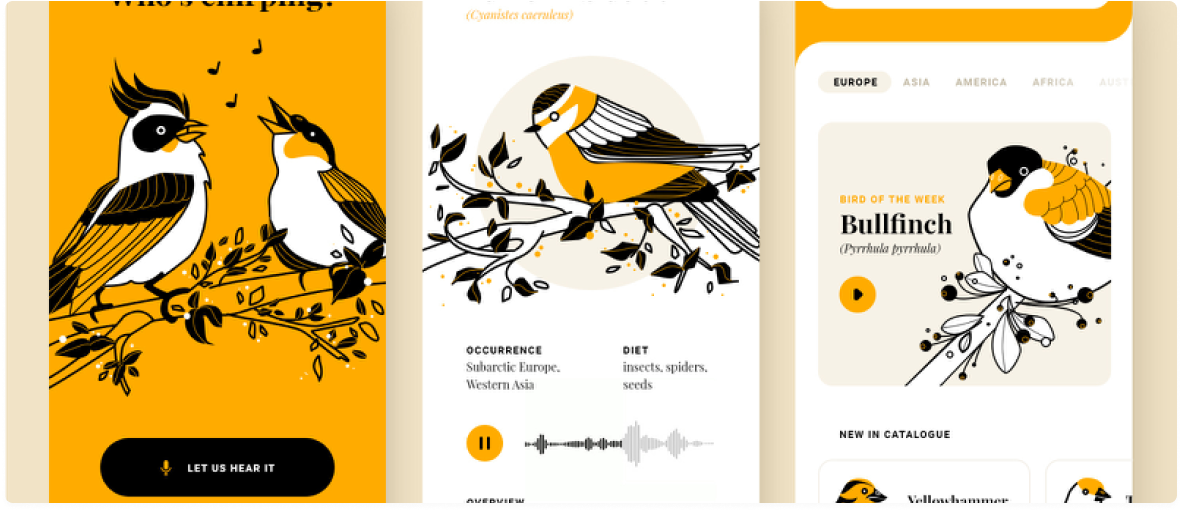 Who's chirping?
LET US HEAR IT
(Cyanistes caeruleus)
OCCURRENCE
Subarctic Europe,
Western Asia
DIET
insects, spiders,
seeds
OVERVIEW
EUROPE ASIA AMERICA AFRICA AUST
BIRD OF THE WEEK
Bullfinch
(Pyrrhula pyrrhula)
NEW IN CATALOGUE
Yellowhammer